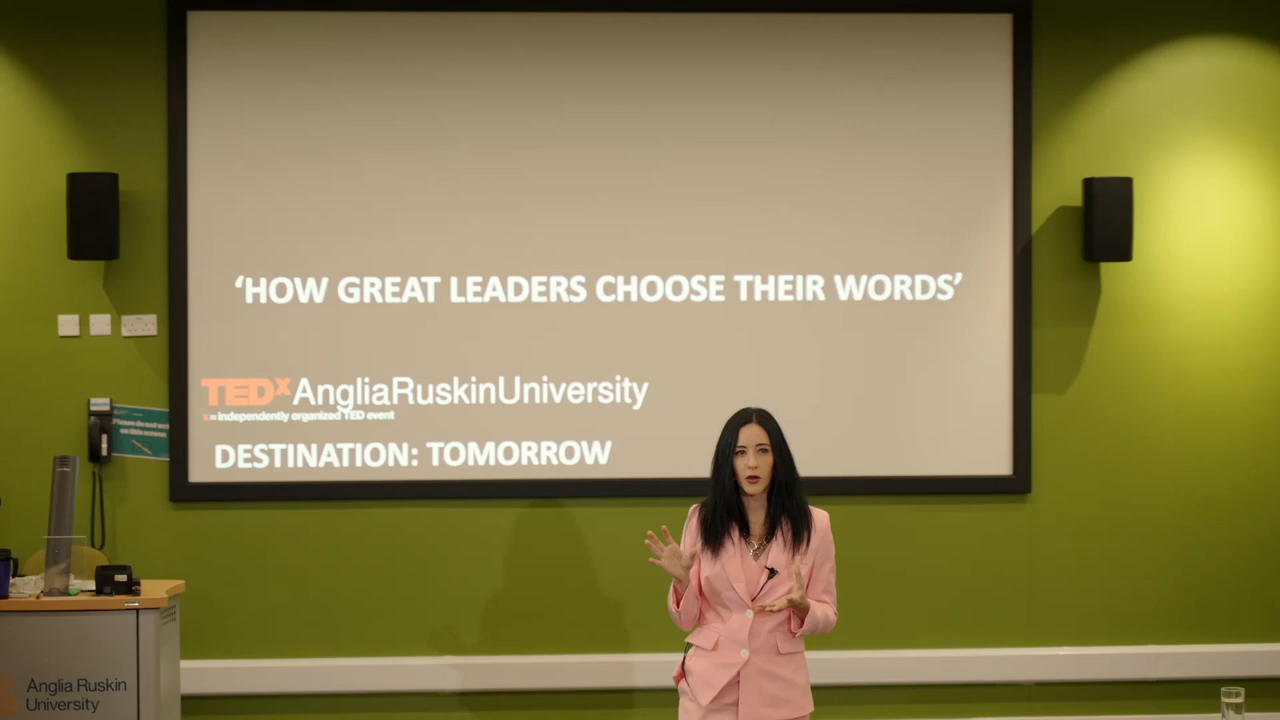 ‘HOW GREAT LEADERS CHOOSE THEIR WORDS’
TEDxAngliaRuskinUniversity
x = independently organized TED event
DESTINATION: TOMORROW
Anglia Ruskin
University